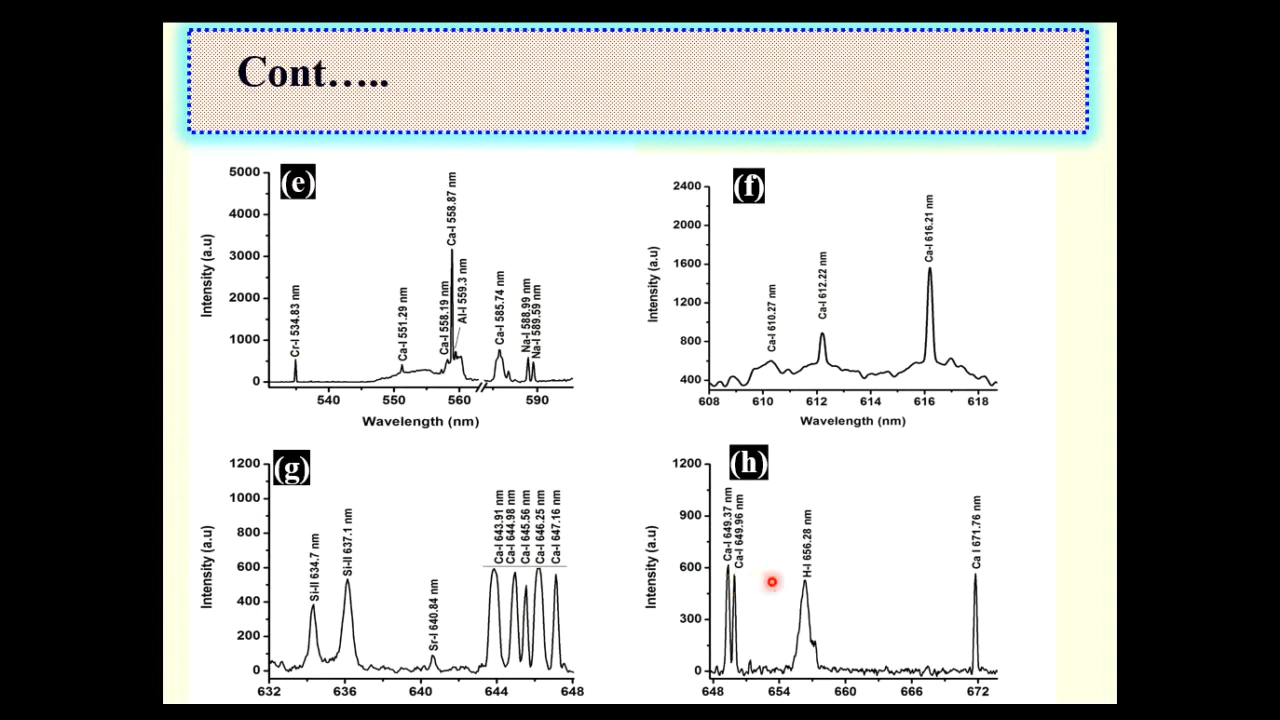 Cont…..
(e)
5000
4000
3000
2000
1000
0
Intensity (a.u)
Cr-I 534.83 nm
Ca-I 551.29 nm
Ca-I 558.19 nm
Ca-I 558.87 nm
Al-I 559.3 nm
Ca-I 585.74 nm
Na-I 588.99 nm
Na-I 589.59 nm
540 550 560 590
Wavelength (nm)
(f)
2400
2000
1600
1200
800
400
Intensity (a.u)
Ca-I 610.27 nm
Ca-I 612.22 nm
Ca-I 616.21 nm
608 610 612 614 616 618
Wavelength (nm)
(g)
1200
1000
800
600
400
200
0
Intensity (a.u)
Si-II 634.7 nm
Si-II 637.1 nm
Sr-I 640.84 nm
Ca-I 643.91 nm
Ca-I 644.98 nm
Ca-I 645.56 nm
Ca-I 646.25 nm
Ca-I 647.16 nm
632 636 640 644 648
(h)
1200
900
600
300
0
Intensity (a.u)
Ca-I 649.37 nm
Ca-I 649.96 nm
H-I 656.28 nm
Ca I 671.76 nm
648 654 660 666 672